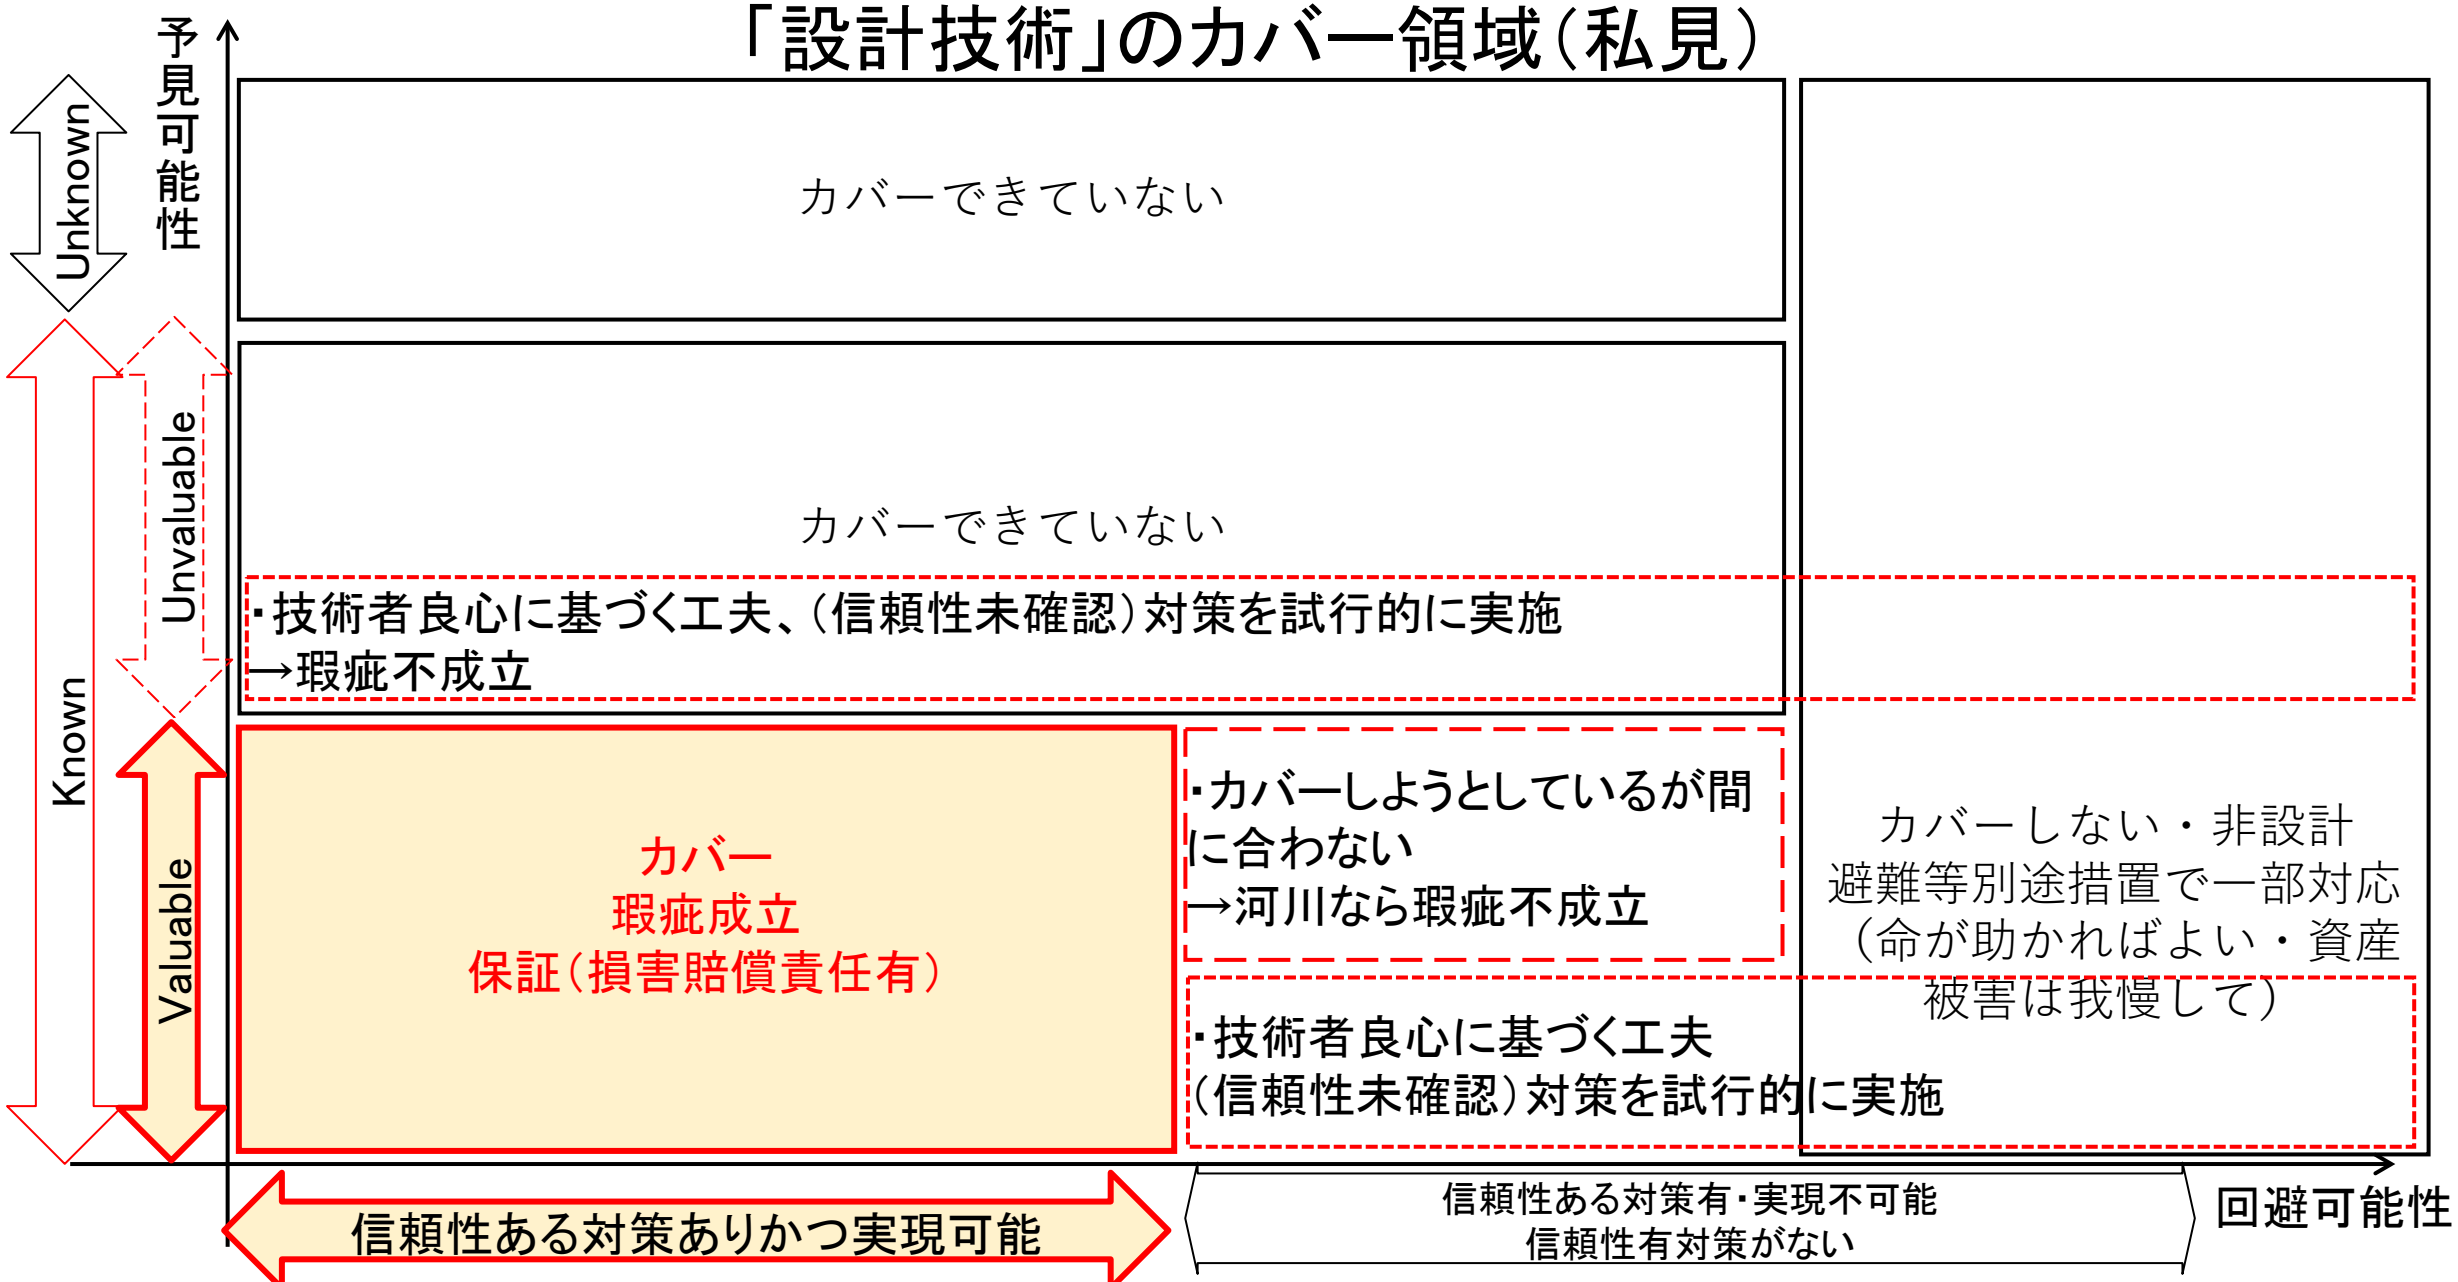 「設計技術」のカバー領域(私見)
予見可能性
Unknown
カバーできていない
Known
Unvaluable
カバーできていない
・技術者良心に基づく工夫、(信頼性未確認)対策を試行的に実施
→瑕疵不成立
Valuable
カバー
瑕疵成立
保証(損害賠償責任有)
・カバーしようとしているが間
に合わない
→河川なら瑕疵不成立
カバーしない・非設計
避難等別途措置で一部対応
(命が助かればよい・資産
被害は我慢して)
・技術者良心に基づく工夫
(信頼性未確認)対策を試行的に実施
信頼性ある対策ありかつ実現可能
信頼性ある対策有・実現不可能
信頼性有対策がない
回避可能性